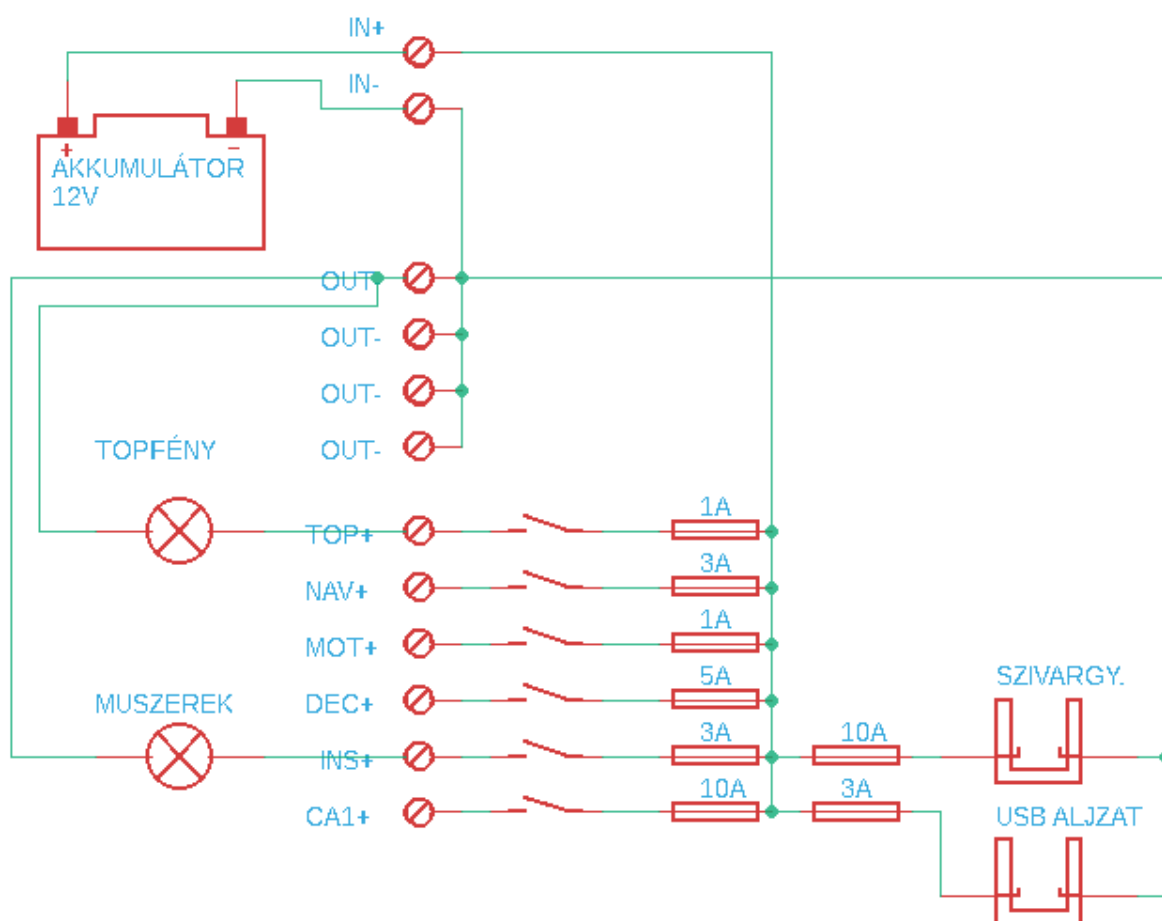 IN+
IN-
+
-
AKKUMULÁTOR
12V
OUT
OUT-
OUT-
OUT-
TOPFÉNY
1A
TOP+
3A
NAV+
1A
MOT+
5A
DEC+
SZIVARGY.
MUSZEREK
3A
10A
INS+
10A
3A
CA1+
USB ALJZAT